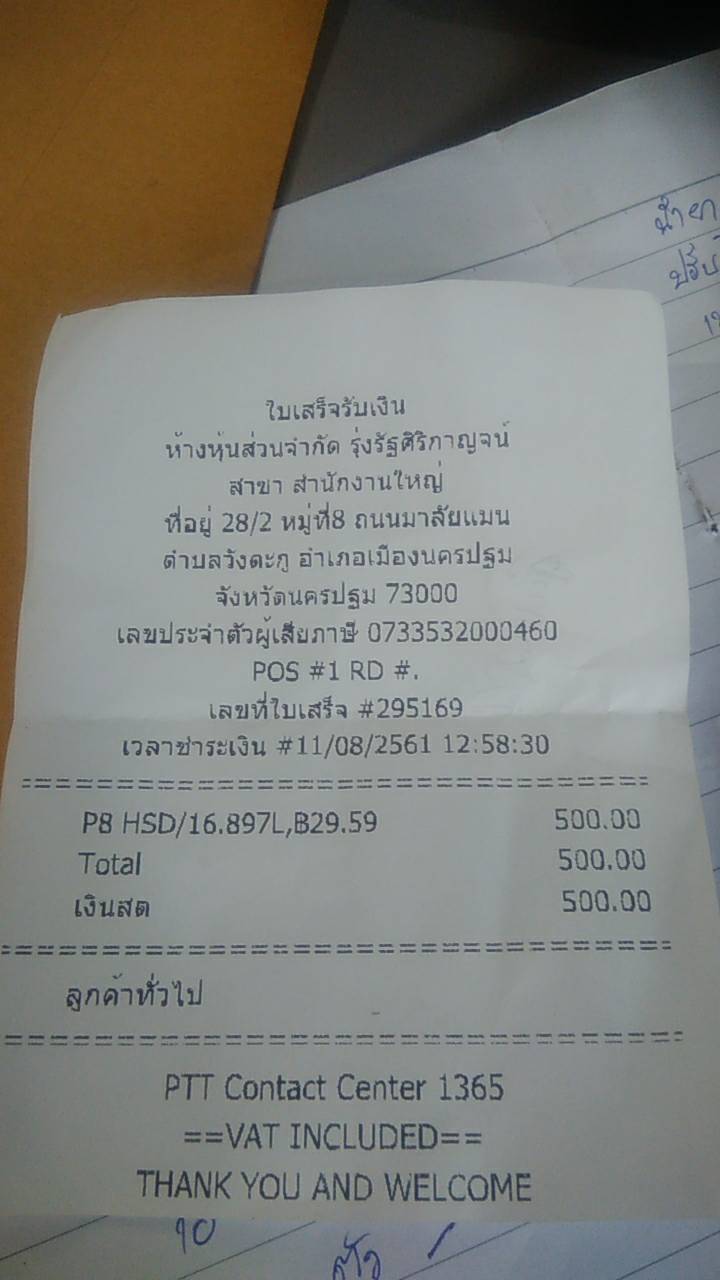 น้ำยา
ใบเสร็จรับเงิน
ห้างหุ้นส่วนจำกัด รุ่งรัฐศิริกาญจน์
สาขา สำนักงานใหญ่
ที่อยู่ 28/2 หมู่ที่8 ถนนมาลัยแมน
ตำบลวังตะกู อำเภอเมืองนครปฐม
จังหวัดนครปฐม 73000
เลขประจำตัวผู้เสียภาษี 0733532000460
POS #1 RD #.
เลขที่ใบเสร็จ #295169
เวลาชำระเงิน #11/08/2561 12:58:30
P8 HSD/16.897L,฿29.59 500.00
Total 500.00
เงินสด 500.00
ลูกค้าทั่วไป
PTT Contact Center 1365
==VAT INCLUDED==
THANK YOU AND WELCOME